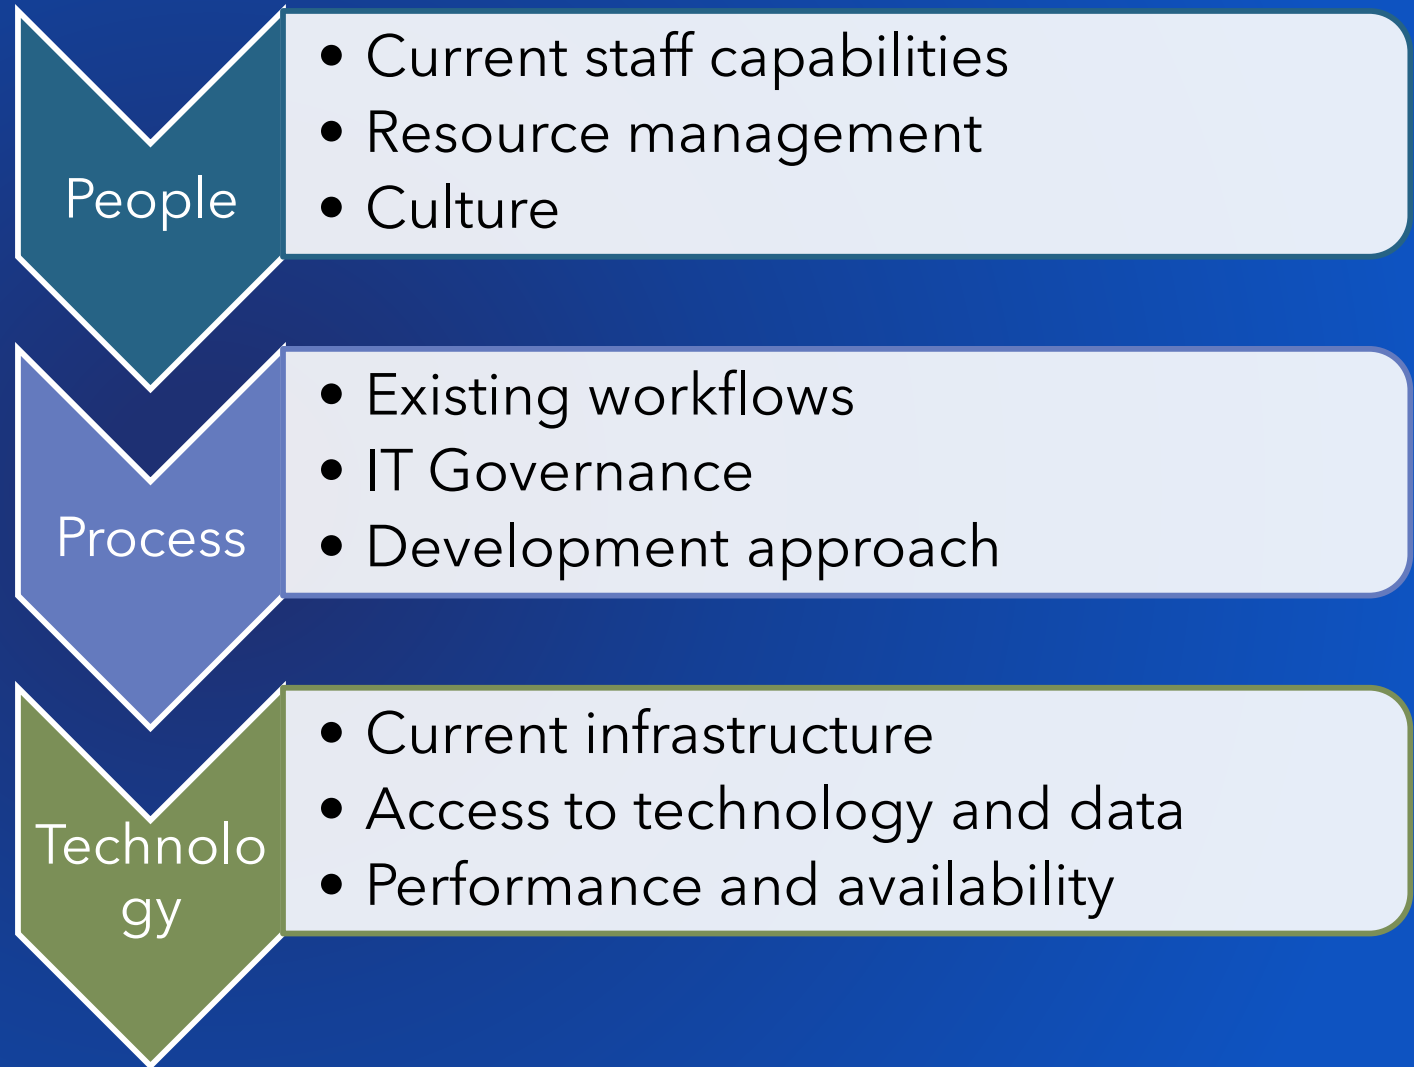 People
• Current staff capabilities
• Resource management
• Culture
Process
• Existing workflows
• IT Governance
• Development approach
Technolo
gy
• Current infrastructure
• Access to technology and data
• Performance and availability